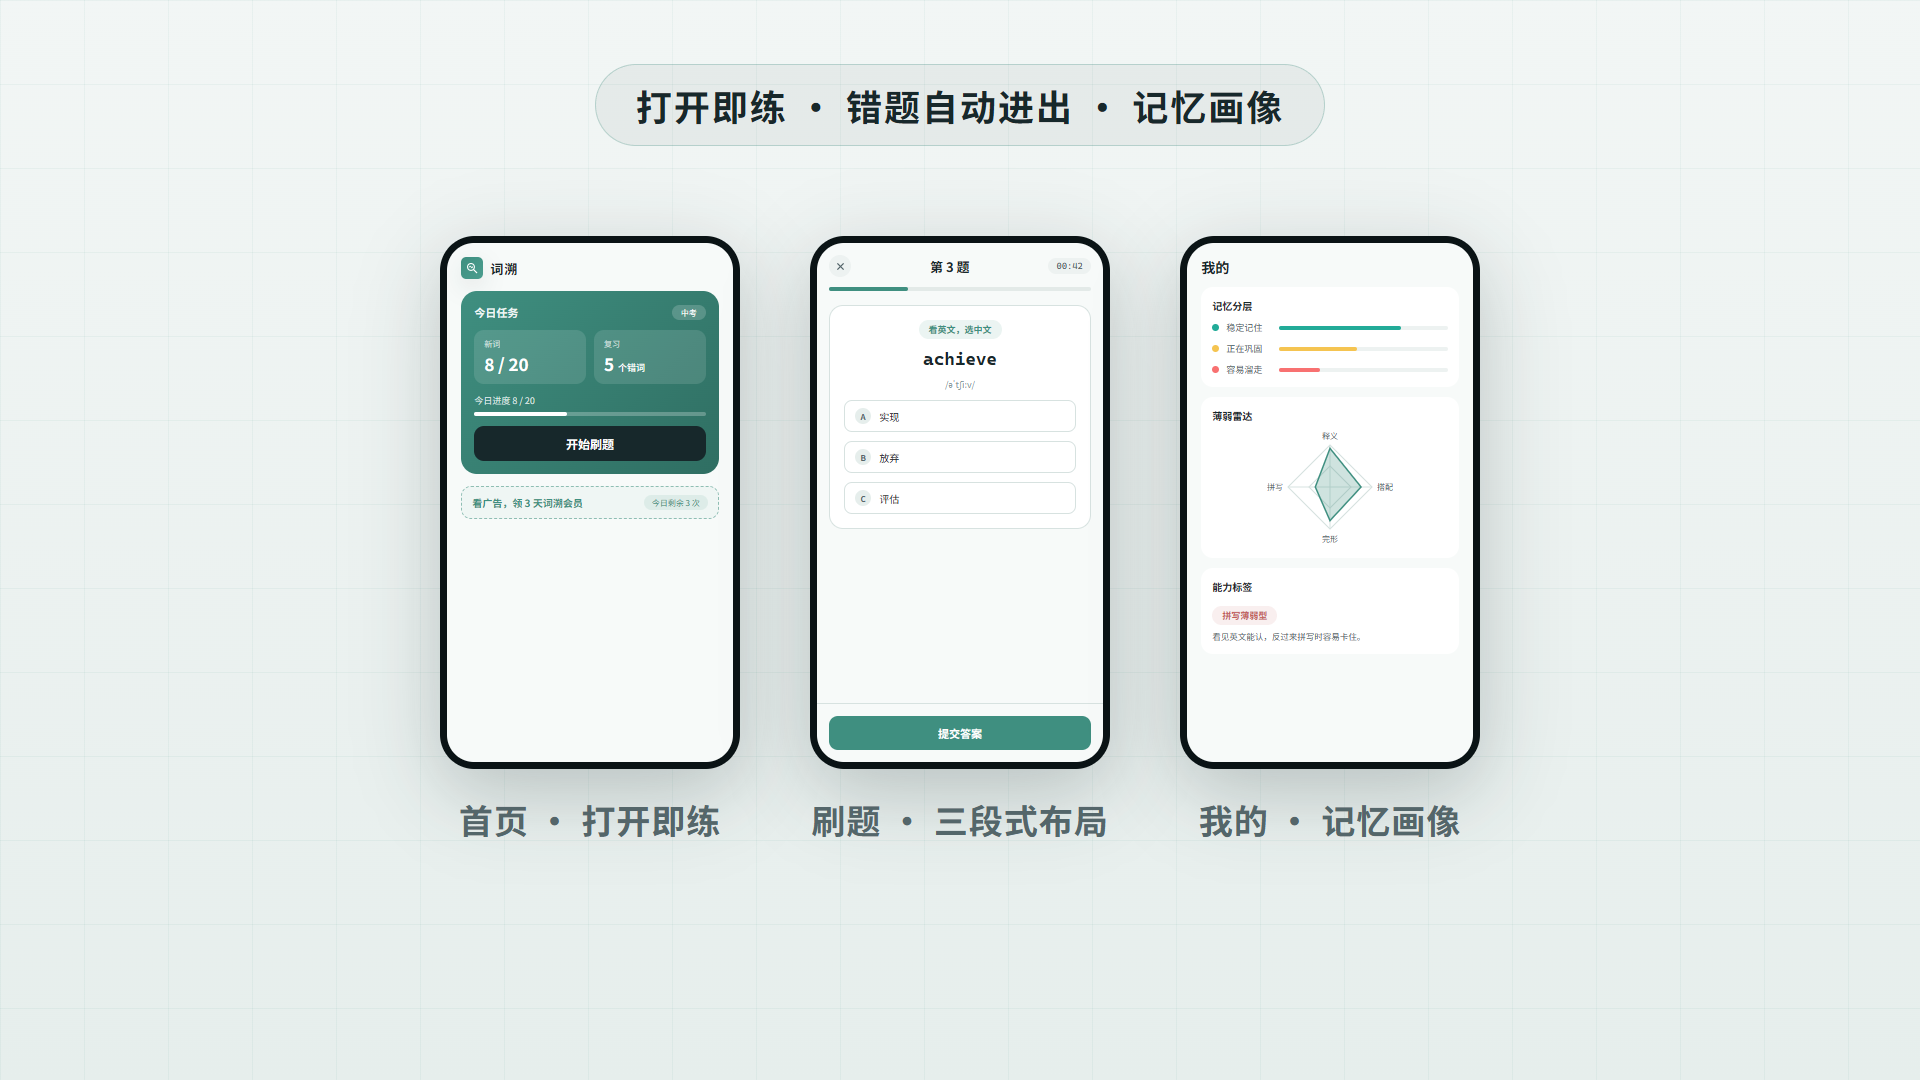 打开即练 • 错题自动进出 • 记忆画像
词溯
今日任务
中考
新词
8 / 20
复习
5 个错词
今日进度 8 / 20
开始刷题
看广告，领 3 天词溯会员
今日剩余 3 次
首页 • 打开即练
第 3 题
00:42
看英文，选中文
achieve
/əˈtʃiːv/
A 实现
B 放弃
C 评估
提交答案
刷题 • 三段式布局
我的
记忆分层
稳定记住
正在巩固
容易溜走
薄弱雷达
释义
拼写
搭配
完形
能力标签
拼写薄弱型
看见英文能认，反过来拼写时容易卡住。
我的 • 记忆画像